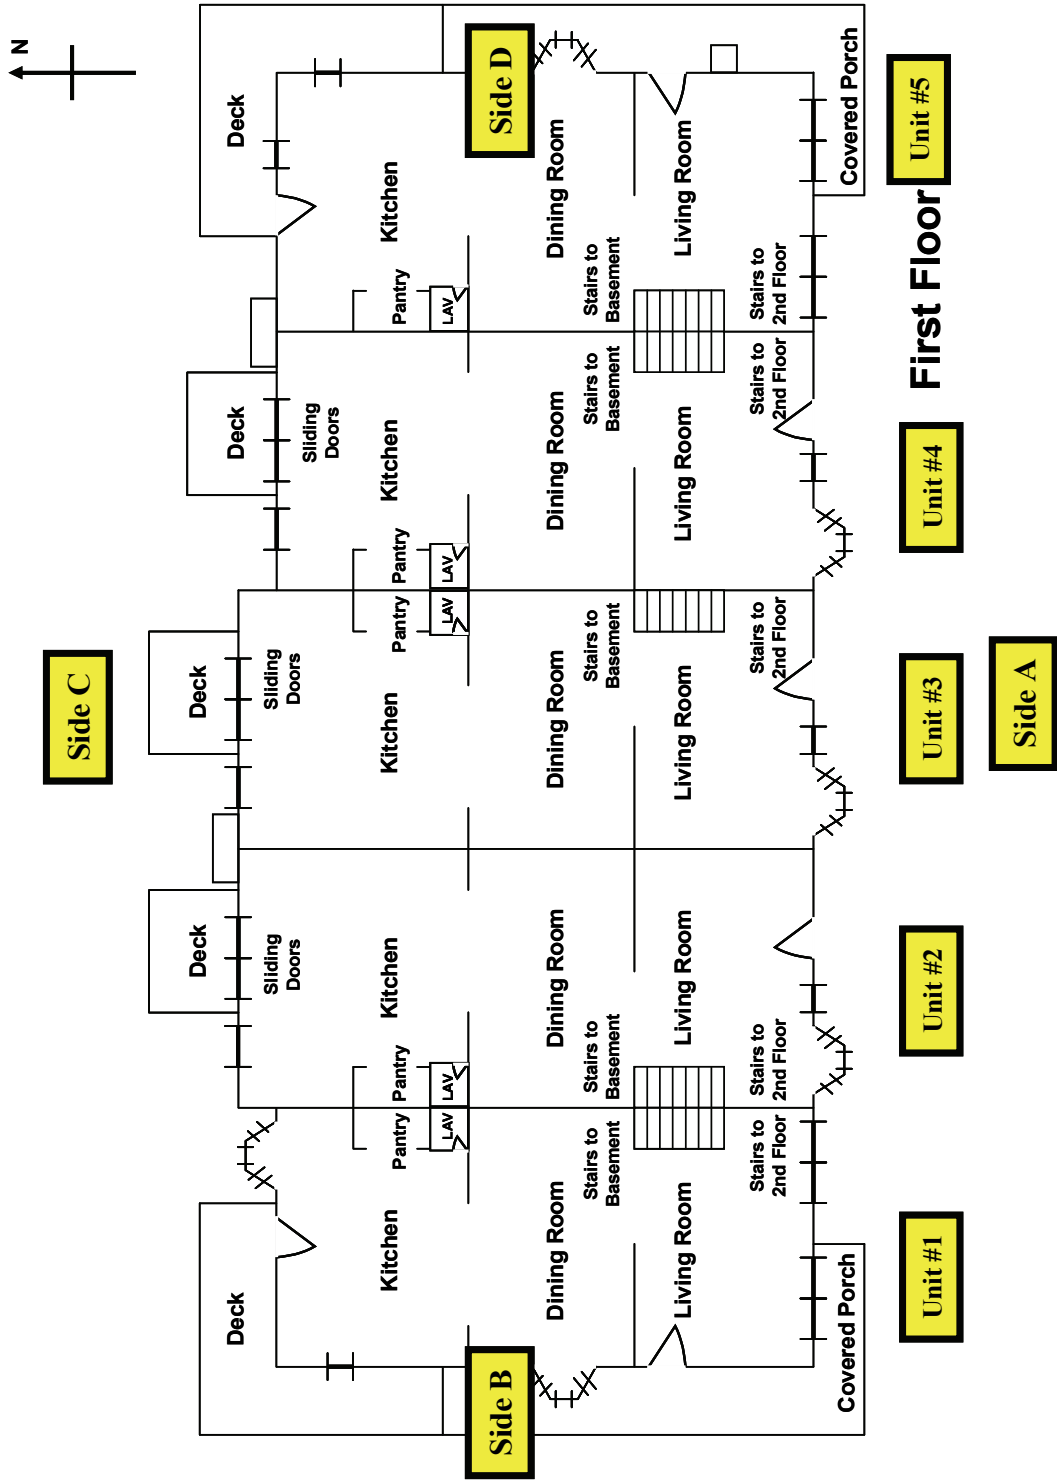 N
Side C
Deck
Deck
Deck
Deck
Deck
Sliding
Doors
Sliding
Doors
Sliding
Doors
Kitchen
Kitchen
Kitchen
Kitchen
Kitchen
Pantry
Pantry
Pantry
Pantry
Pantry
LAV
LAV
LAV
LAV
LAV
Side B
Side D
Dining Room
Dining Room
Dining Room
Dining Room
Dining Room
Stairs to
Basement
Stairs to
Basement
Stairs to
Basement
Stairs to
Basement
Stairs to
Basement
Living Room
Living Room
Living Room
Living Room
Living Room
Stairs to
2nd Floor
Stairs to
2nd Floor
Stairs to
2nd Floor
Stairs to
2nd Floor
Stairs to
2nd Floor
Covered Porch
Covered Porch
Unit #1
Unit #2
Unit #3
Unit #4
Unit #5
First Floor
Side A